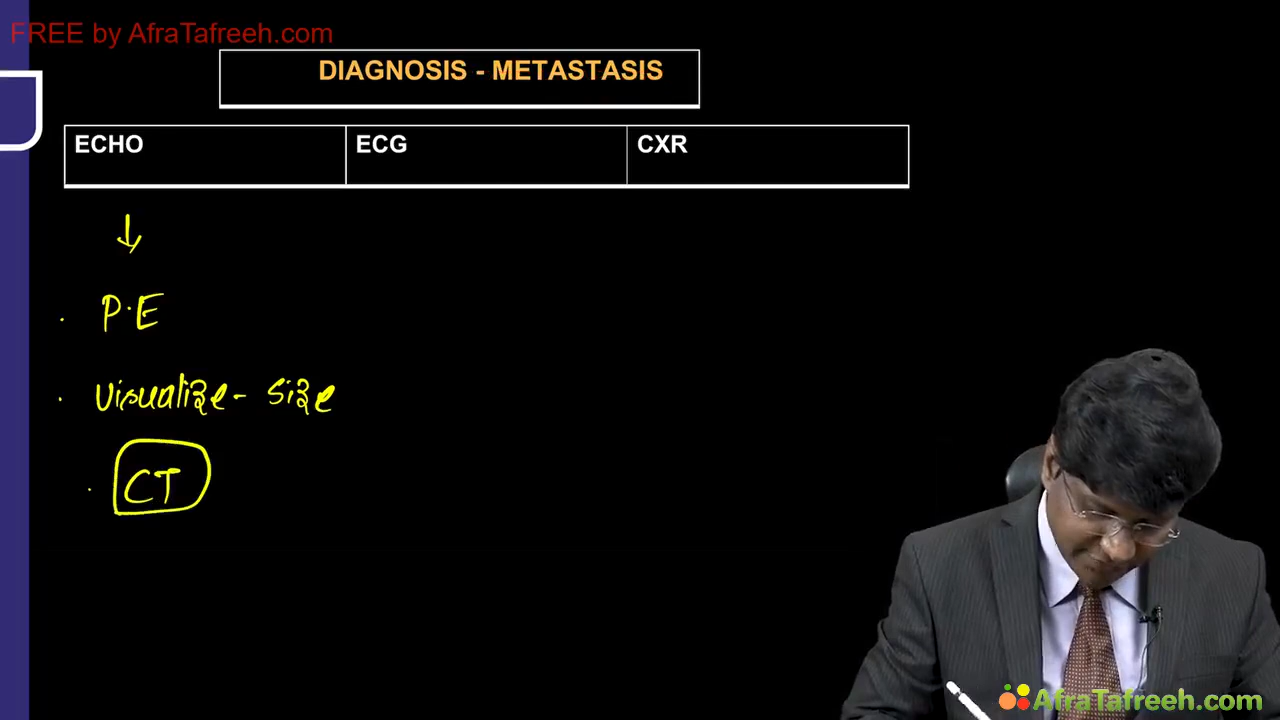 FREE by AfraTafreeh.com
DIAGNOSIS - METASTASIS
ECHO ECG CXR
P.E
Visualize - Size
CT
AfraTafreeh.com